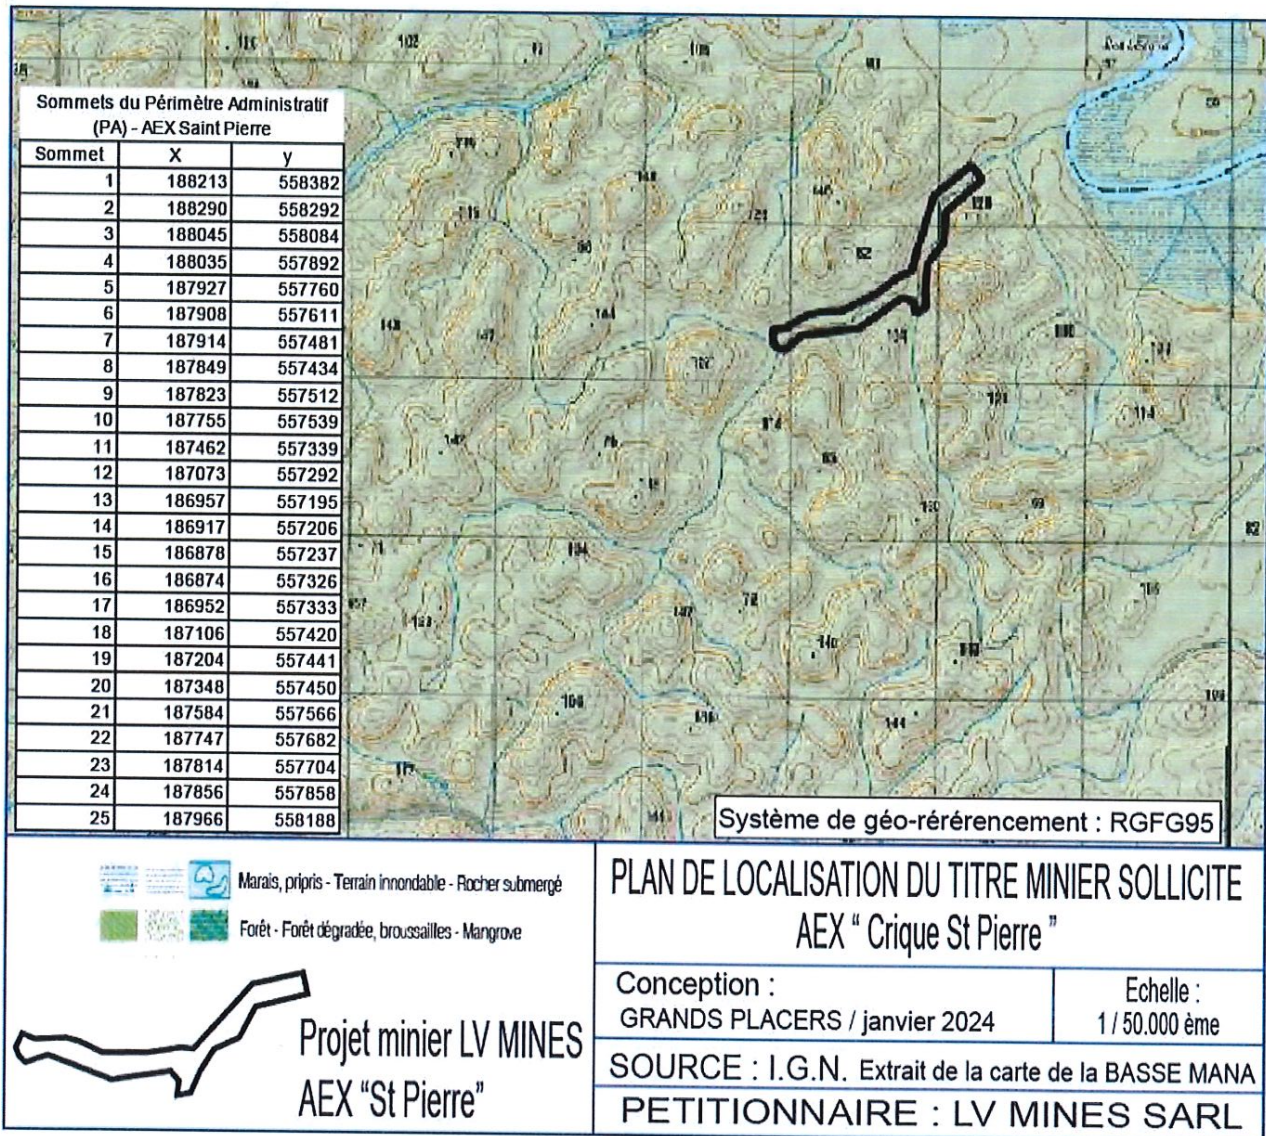 Sommets du Périmètre Administratif
(PA) - AEX Saint Pierre
Sommet X y
1 188213 558382
2 188290 558292
3 188045 558084
4 188035 557892
5 187927 557760
6 187908 557611
7 187914 557481
8 187849 557434
9 187823 557512
10 187755 557539
11 187462 557339
12 187073 557292
13 186957 557195
14 186917 557206
15 186878 557237
16 186874 557326
17 186952 557333
18 187106 557420
19 187204 557441
20 187348 557450
21 187584 557566
22 187747 557682
23 187814 557704
24 187856 557858
25 187966 558188
102
62
128
99
82
Système de géo-rérérencement : RGFG95
Marais, pripris - Terrain innondable - Rocher submergé
Forêt - Forêt dégradée, broussailles - Mangrove
Projet minier LV MINES
AEX "St Pierre"
PLAN DE LOCALISATION DU TITRE MINIER SOLLICITE
AEX " Crique St Pierre "
Conception :
GRANDS PLACERS / janvier 2024
Echelle :
1 / 50.000 ème
SOURCE : I.G.N. Extrait de la carte de la BASSE MANA
PETITIONNAIRE : LV MINES SARL